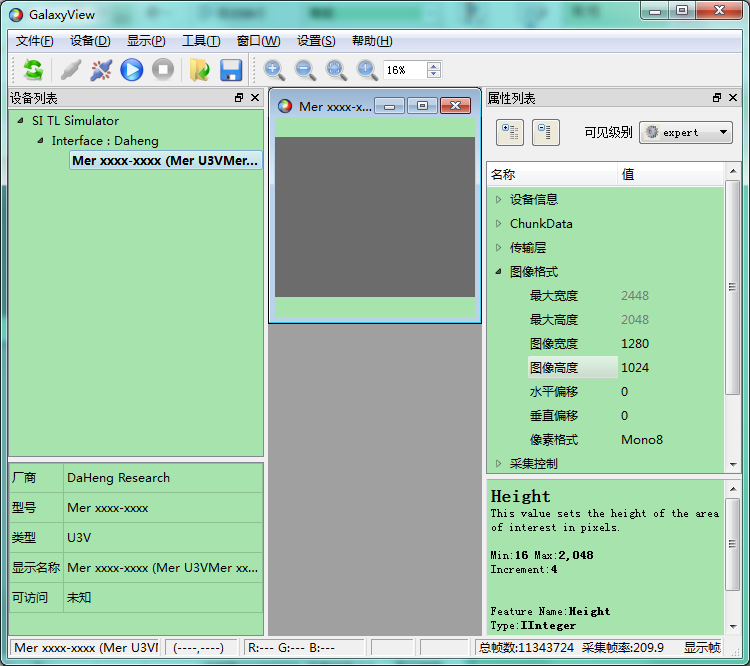 GalaxyView
文件(F) 设备(D) 显示(P) 工具(T) 窗口(W) 设置(S) 帮助(H)
16%
设备列表
SI TL Simulator
Interface : Daheng
Mer xxxx-xxxx (Mer U3VMer...
厂商 DaHeng Research
型号 Mer xxxx-xxxx
类型 U3V
显示名称 Mer xxxx-xxxx (Mer U3VMer xx...
可访问 未知
Mer xxxx-x...
属性列表
可见级别 expert
名称 值
设备信息
ChunkData
传输层
图像格式
最大宽度 2448
最大高度 2048
图像宽度 1280
图像高度 1024
水平偏移 0
垂直偏移 0
像素格式 Mono8
采集控制
Height
This value sets the height of the area
of interest in pixels.
Min:16 Max:2,048
Increment:4
Feature Name:Height
Type:IInteger
Mer xxxx-xxxx (Mer U3VM (----,----) R:--- G:--- B:--- 总帧数:11343724 采集帧率:209.9 显示帧